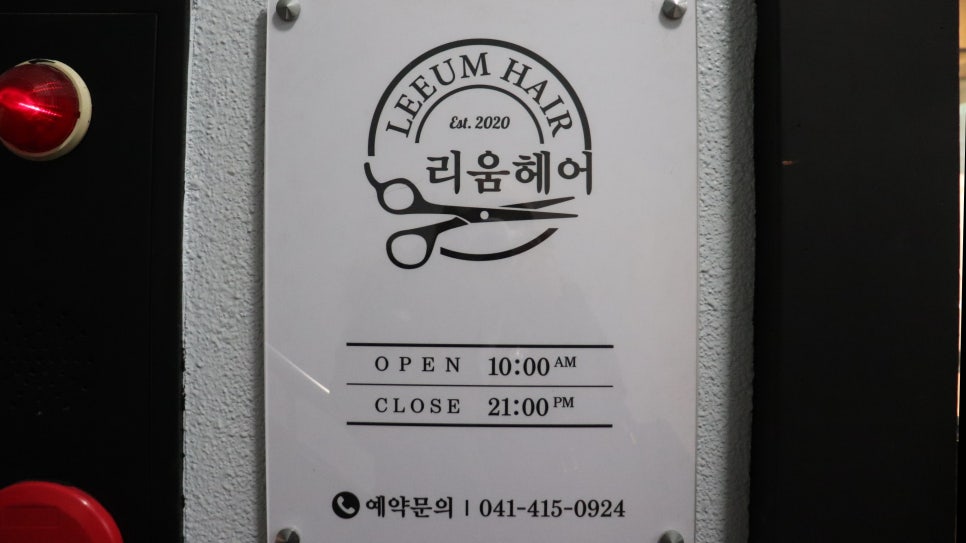 LEEUM HAIR
Est. 2020
리움헤어
OPEN 10:00 AM
CLOSE 21:00 PM
예약문의 | 041-415-0924